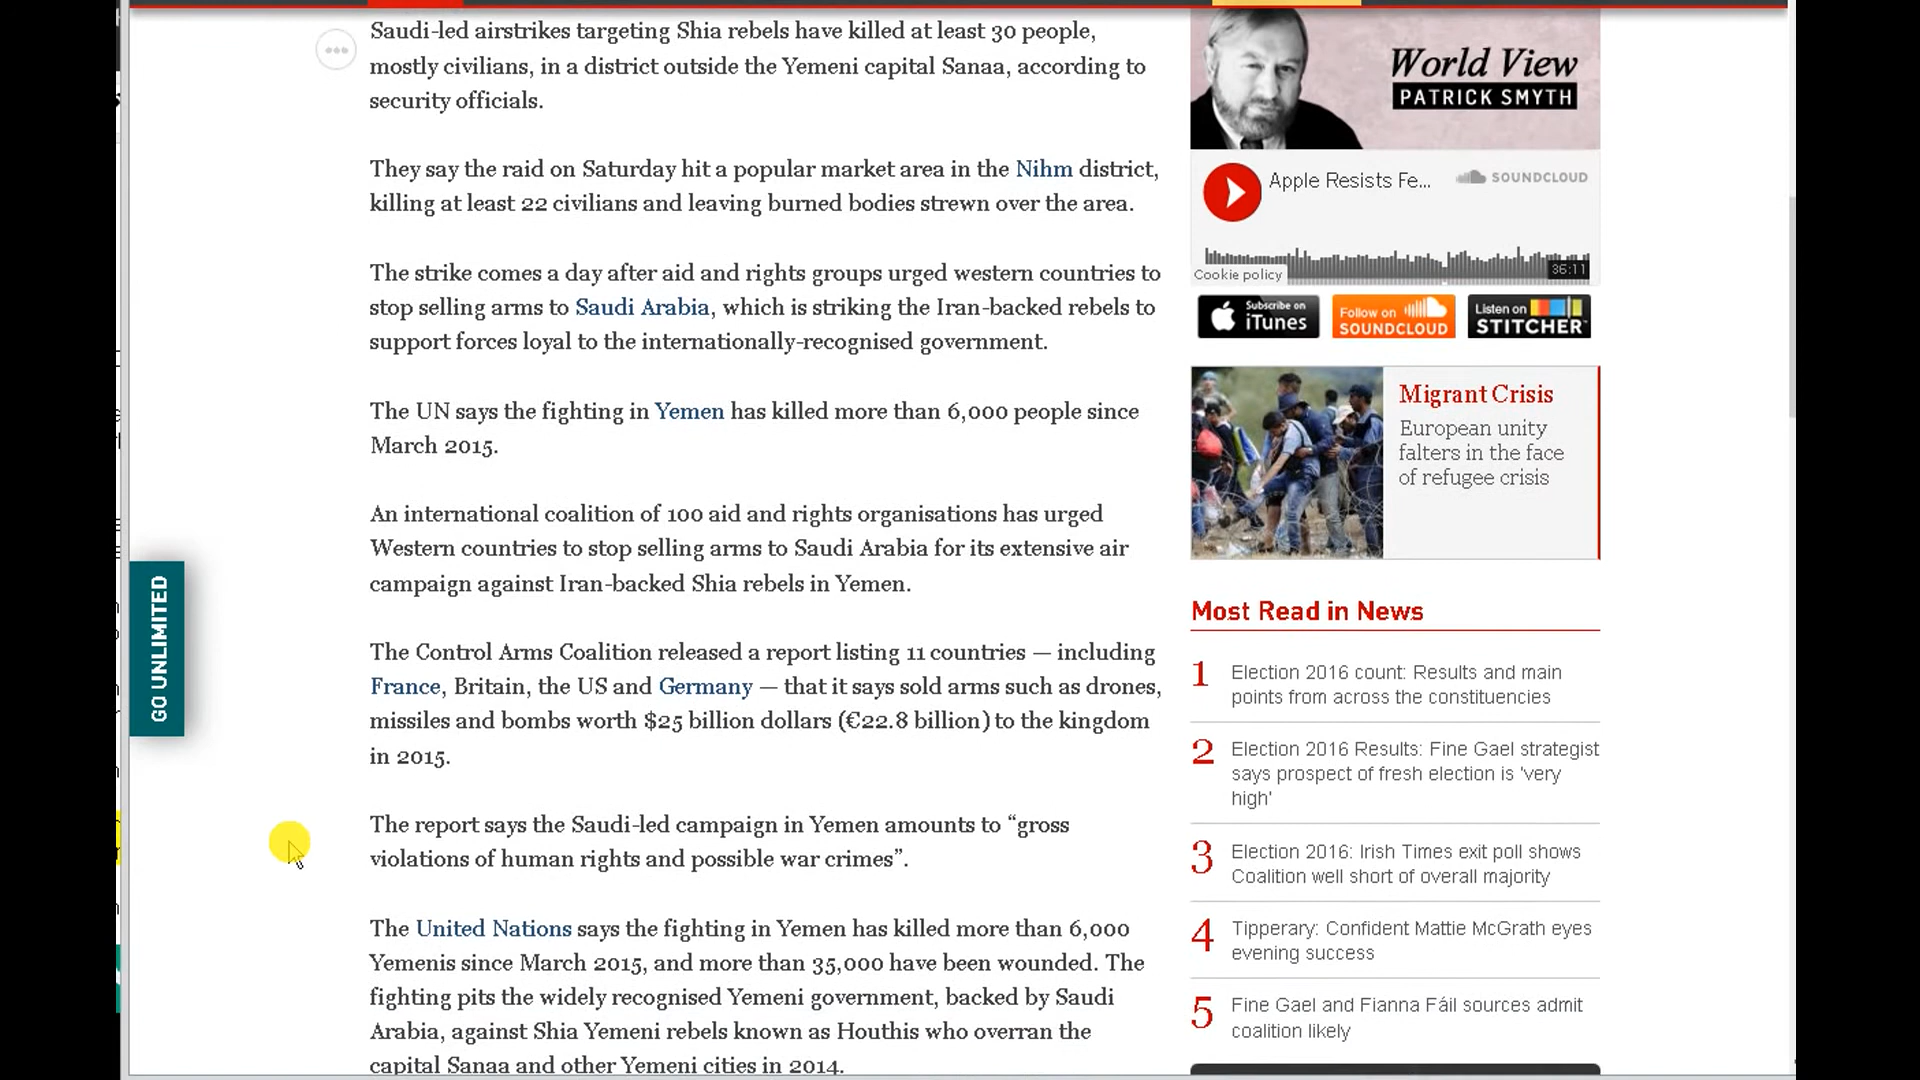 Saudi-led airstrikes targeting Shia rebels have killed at least 30 people,
mostly civilians, in a district outside the Yemeni capital Sanaa, according to
security officials.
They say the raid on Saturday hit a popular market area in the Nihm district,
killing at least 22 civilians and leaving burned bodies strewn over the area.
The strike comes a day after aid and rights groups urged western countries to
stop selling arms to Saudi Arabia, which is striking the Iran-backed rebels to
support forces loyal to the internationally-recognised government.
The UN says the fighting in Yemen has killed more than 6,000 people since
March 2015.
An international coalition of 100 aid and rights organisations has urged
Western countries to stop selling arms to Saudi Arabia for its extensive air
campaign against Iran-backed Shia rebels in Yemen.
The Control Arms Coalition released a report listing 11 countries — including
France, Britain, the US and Germany — that it says sold arms such as drones,
missiles and bombs worth $25 billion dollars (€22.8 billion) to the kingdom
in 2015.
The report says the Saudi-led campaign in Yemen amounts to “gross
violations of human rights and possible war crimes”.
The United Nations says the fighting in Yemen has killed more than 6,000
Yemenis since March 2015, and more than 35,000 have been wounded. The
fighting pits the widely recognised Yemeni government, backed by Saudi
Arabia, against Shia Yemeni rebels known as Houthis who overran the
capital Sanaa and other Yemeni cities in 2014.
GO UNLIMITED
World View
PATRICK SMYTH
Apple Resists Fe...
SOUNDCLOUD
Cookie policy
36:11
Subscribe on
iTunes
Follow on
SOUNDCLOUD
Listen on
STITCHER
Migrant Crisis
European unity
falters in the face
of refugee crisis
Most Read in News
1 Election 2016 count: Results and main
points from across the constituencies
2 Election 2016 Results: Fine Gael strategist
says prospect of fresh election is 'very
high'
3 Election 2016: Irish Times exit poll shows
Coalition well short of overall majority
4 Tipperary: Confident Mattie McGrath eyes
evening success
5 Fine Gael and Fianna Fáil sources admit
coalition likely